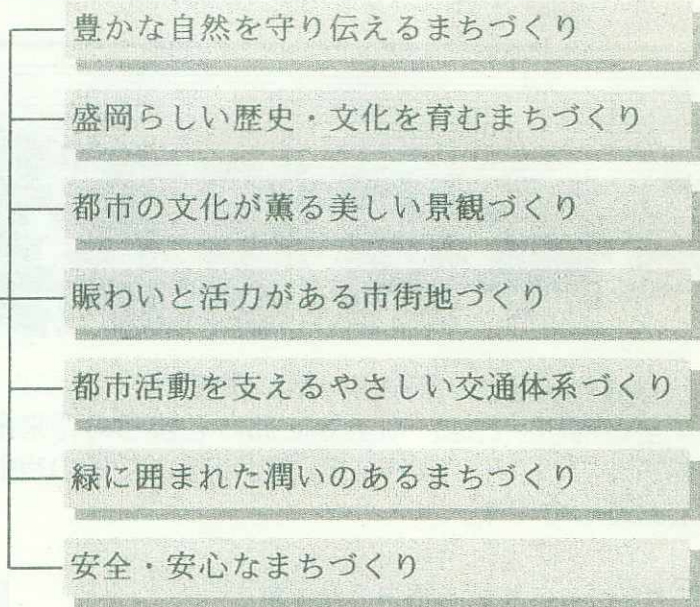 豊かな自然を守り伝えるまちづくり
盛岡らしい歴史・文化を育むまちづくり
都市の文化が薫る美しい景観づくり
賑わいと活力がある市街地づくり
都市活動を支えるやさしい交通体系づくり
緑に囲まれた潤いのあるまちづくり
安全・安心なまちづくり